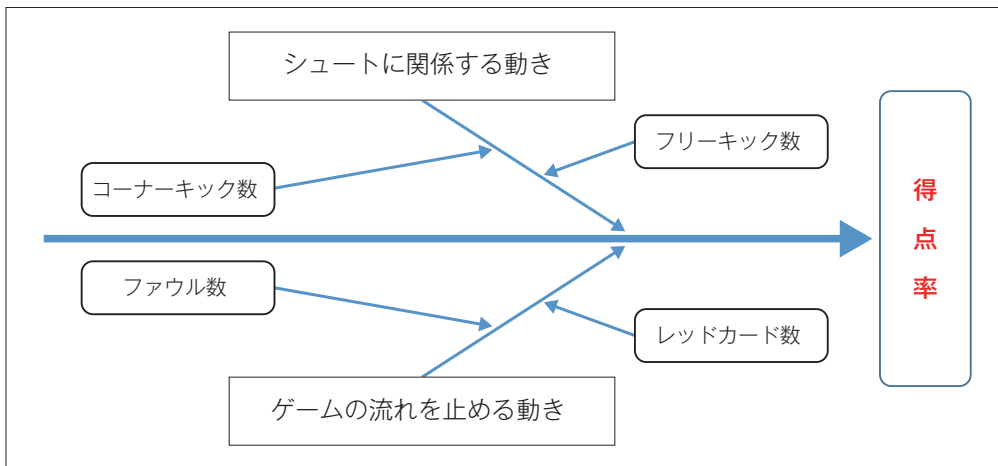 シュートに関係する動き
フリーキック数
コーナーキック数
得点率
ファウル数
レッドカード数
ゲームの流れを止める動き